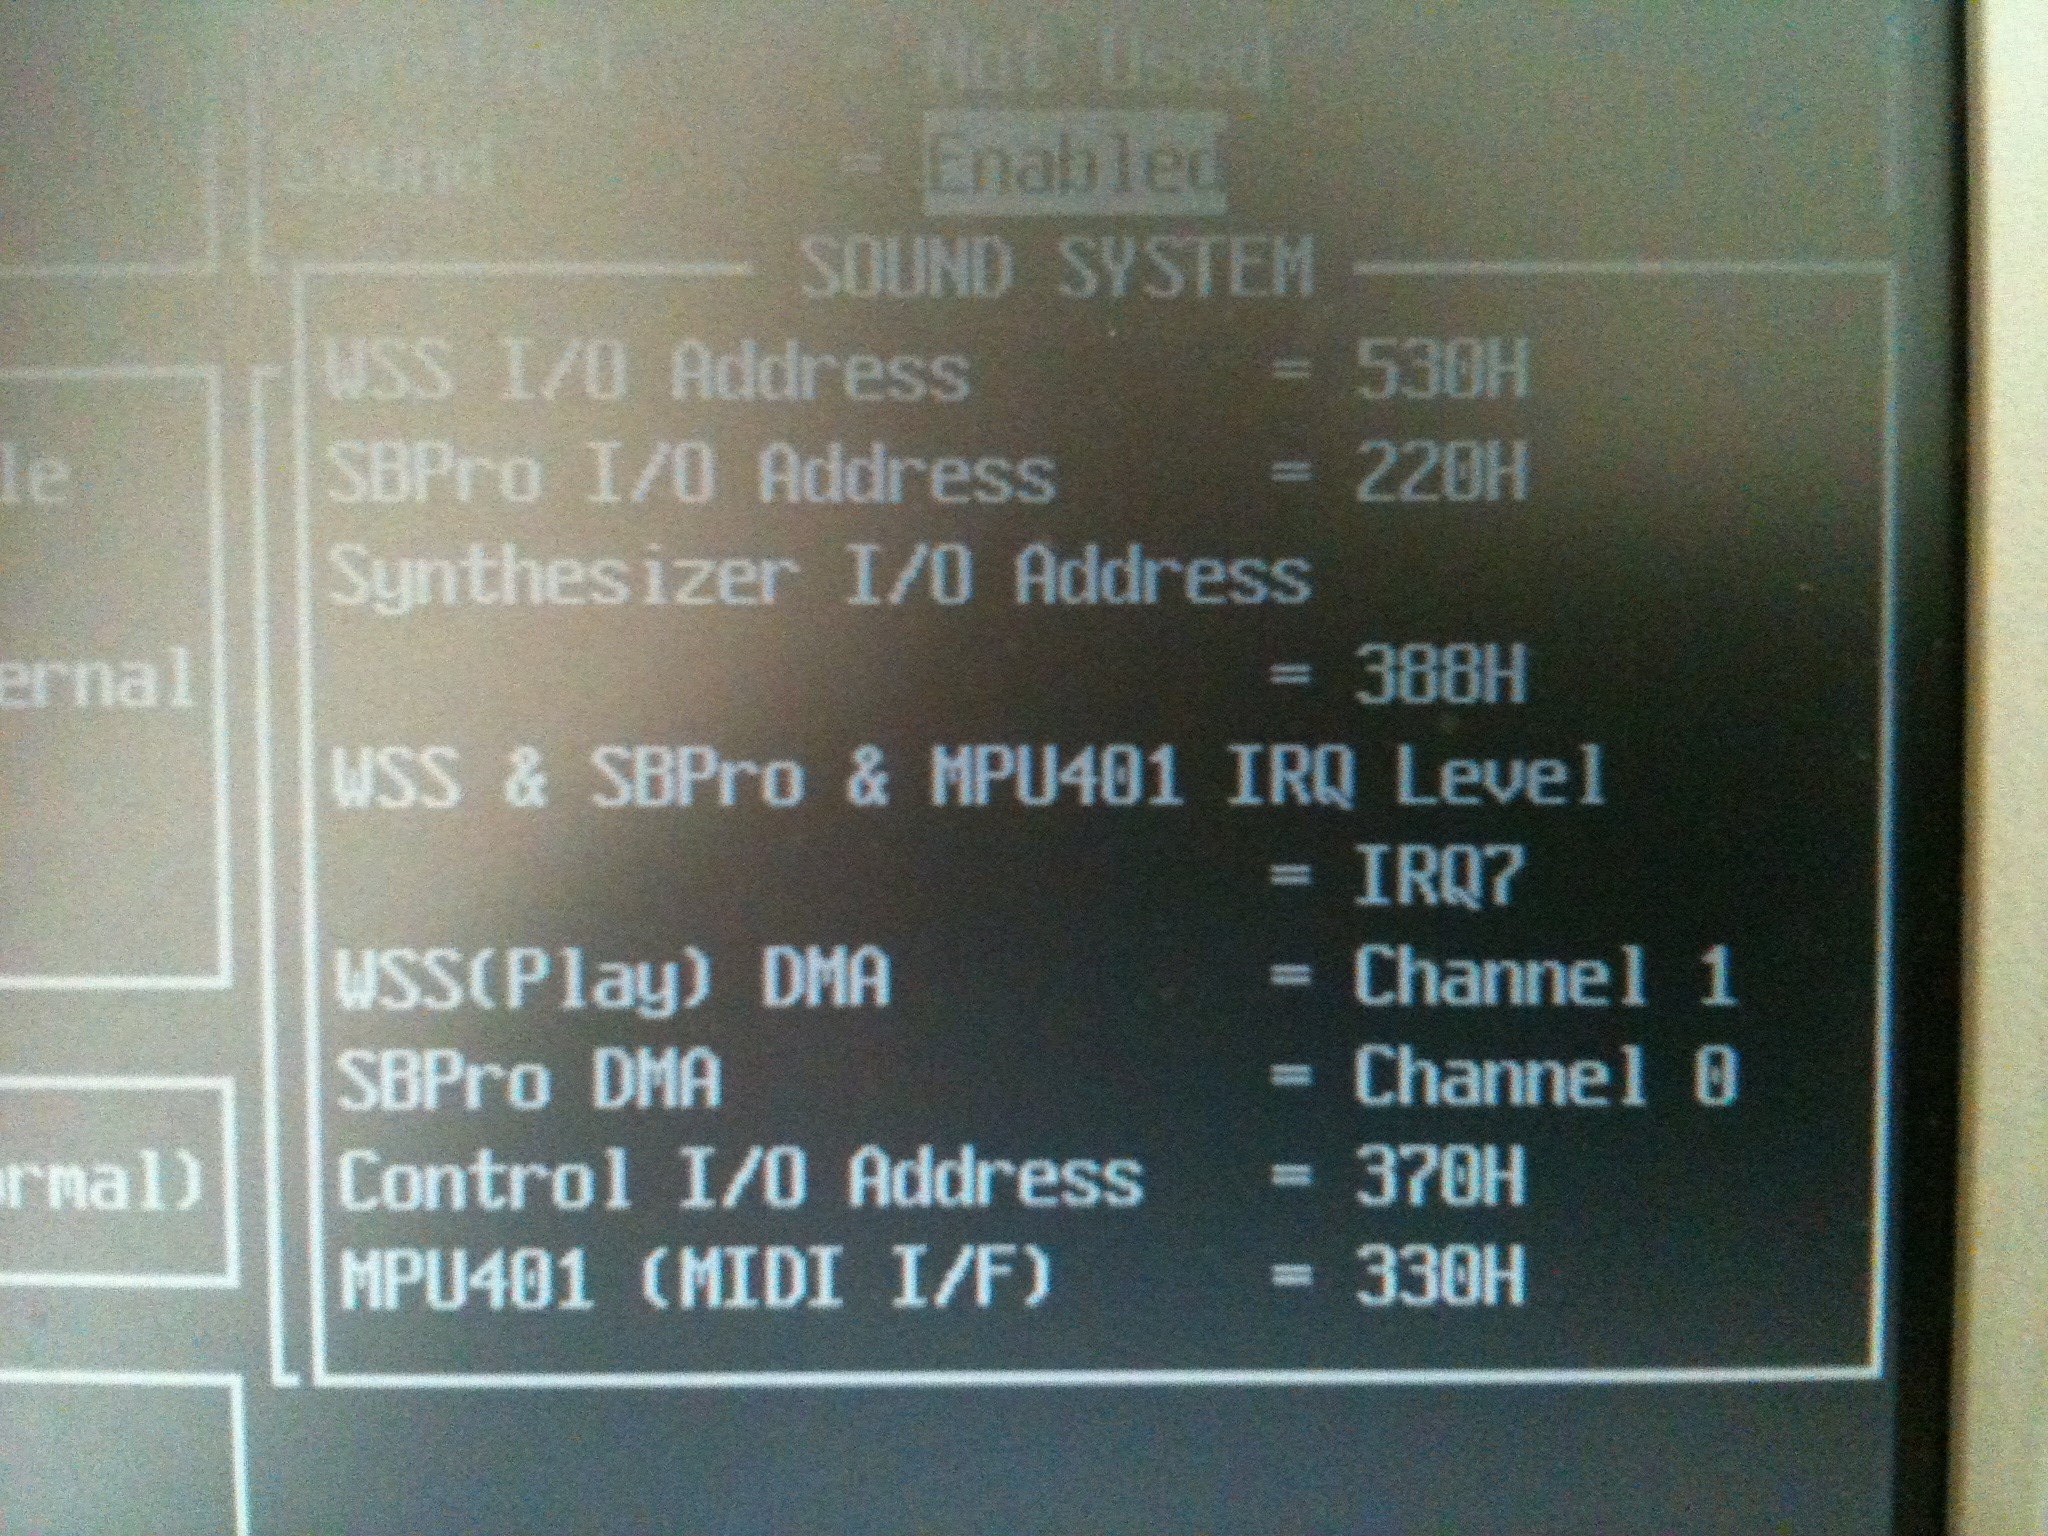 Not Used
Sound = Enabled
SOUND SYSTEM
WSS I/O Address = 530H
SBPro I/O Address = 220H
le
Synthesizer I/O Address
= 388H
ernal
WSS & SBPro & MPU401 IRQ Level
= IRQ7
WSS(Play) DMA = Channel 1
SBPro DMA = Channel 0
Control I/O Address = 370H
ormal)
MPU401 (MIDI I/F) = 330H